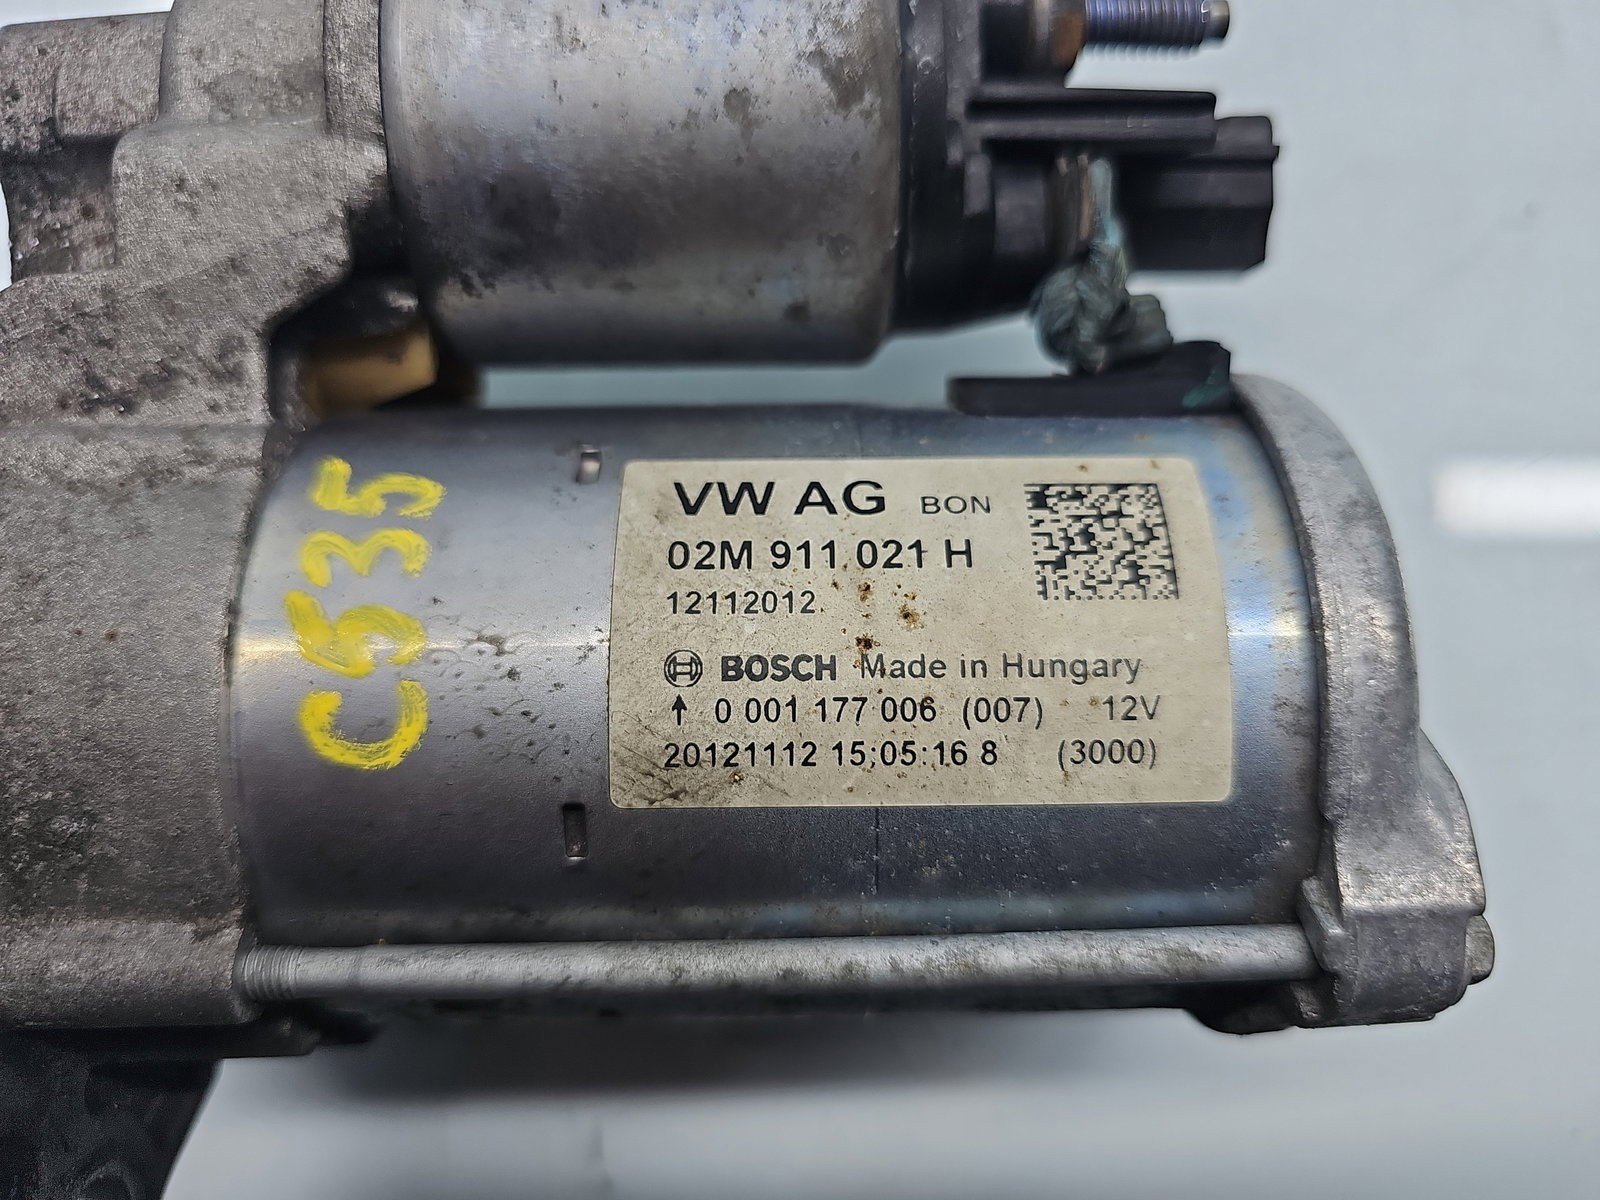 C535
VW AG BON
02M 911 021 H
12112012
BOSCH Made in Hungary
↑ 0 001 177 006 (007) 12V
20121112 15:05:16 8 (3000)